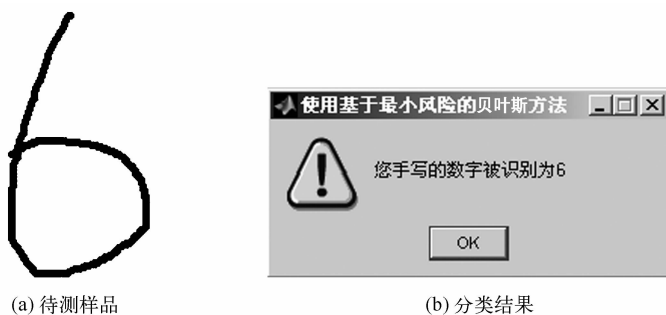 6
使用基于最小风险的贝叶斯方法
您手写的数字被识别为6
OK
(a) 待测样品
(b) 分类结果